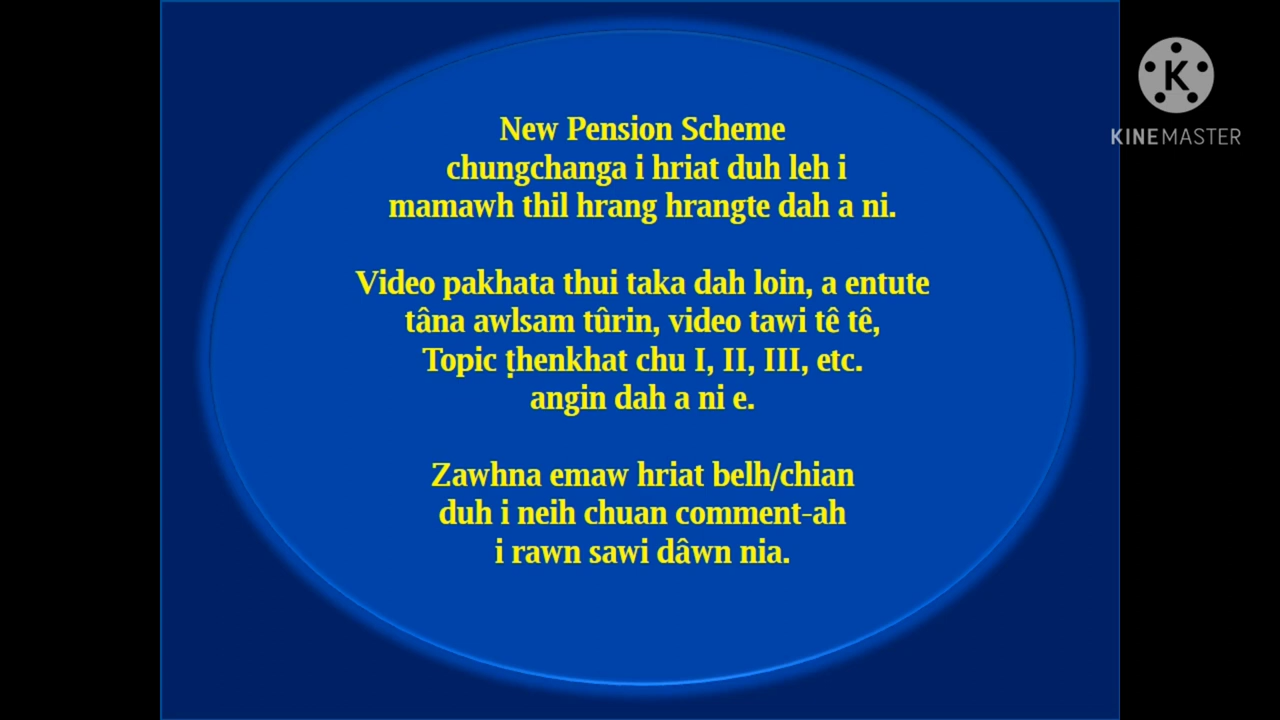 New Pension Scheme
chungchanga i hriat duh leh i
mamawh thil hrang hrangte dah a ni.
Video pakhata thui taka dah loin, a entute
tâna awlsam tûrin, video tawi tê tê,
Topic ṭhenkhat chu I, II, III, etc.
angin dah a ni e.
Zawhna emaw hriat belh/chian
duh i neih chuan comment-ah
i rawn sawi dâwn nia.
K
KINEMASTER